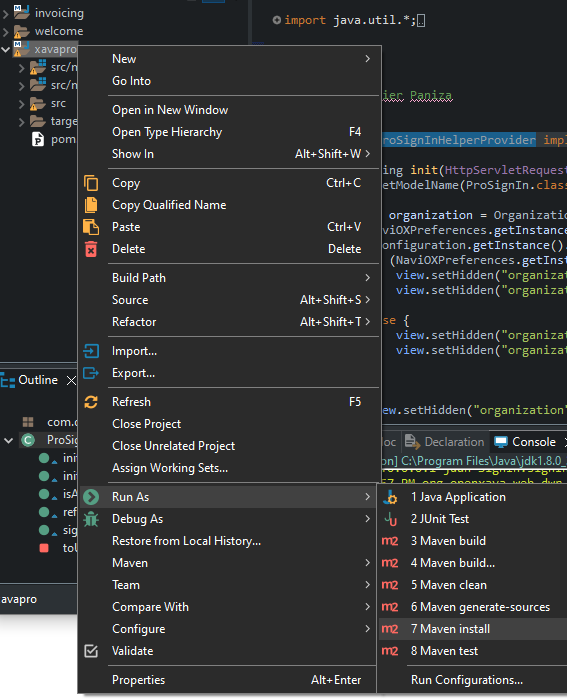 invoicing
welcome
xavapro
src/
src/
src
targe
pom
import java.util.*;
ier Paniza
ProSignInHelperProvider impl
ing init(HttpServletRequest
etModelName(ProSignIn.class
organization = Organizatio
viOXPreferences.getInstance
onfiguration.getInstance().
(NaviOXPreferences.getInst
view.setHidden("organizat
view.setHidden("organizat
se {
view.setHidden("organizat
view.setHidden("organizat
.setHidden("organization"
New
Go Into
Open in New Window
Open Type Hierarchy F4
Show In Alt+Shift+W
Copy Ctrl+C
Copy Qualified Name
Paste Ctrl+V
Delete Delete
Build Path
Source Alt+Shift+S
Refactor Alt+Shift+T
Import...
Export...
Refresh F5
Close Project
Close Unrelated Project
Assign Working Sets...
Run As
Debug As
Restore from Local History...
Maven
Team
Compare With
Configure
Validate
Properties Alt+Enter
Outline
com.
ProSig
init
init
isA
ref
sig
toU
avapro
oc Declaration Console
on] C:\Program Files\Java\jdk1.8.0_
1 Java Application
2 JUnit Test
3 Maven build
4 Maven build...
5 Maven clean
6 Maven generate-sources
7 Maven install
8 Maven test
Run Configurations...